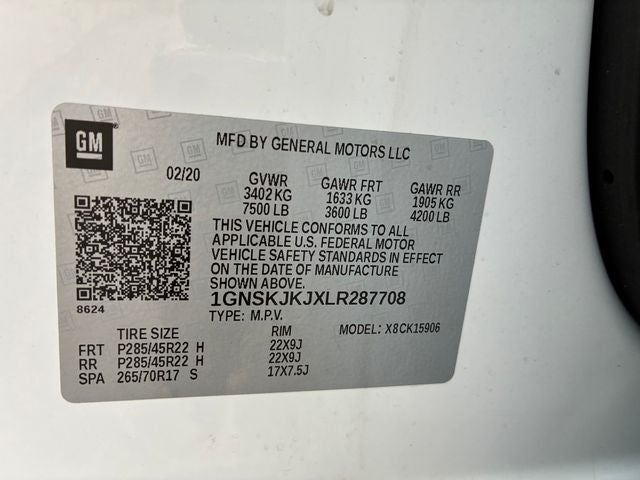 GM
MFD BY GENERAL MOTORS LLC
02/20 GVWR GAWR FRT GAWR RR
3402 KG 1633 KG 1905 KG
7500 LB 3600 LB 4200 LB
THIS VEHICLE CONFORMS TO ALL
APPLICABLE U.S. FEDERAL MOTOR
VEHICLE SAFETY STANDARDS IN EFFECT
ON THE DATE OF MANUFACTURE
SHOWN ABOVE.
1GNSKJKJXLR287708
8624
TYPE: M.P.V. MODEL: X8CK15906
TIRE SIZE RIM
FRT P285/45R22 H 22X9J
RR P285/45R22 H 22X9J
SPA 265/70R17 S 17X7.5J